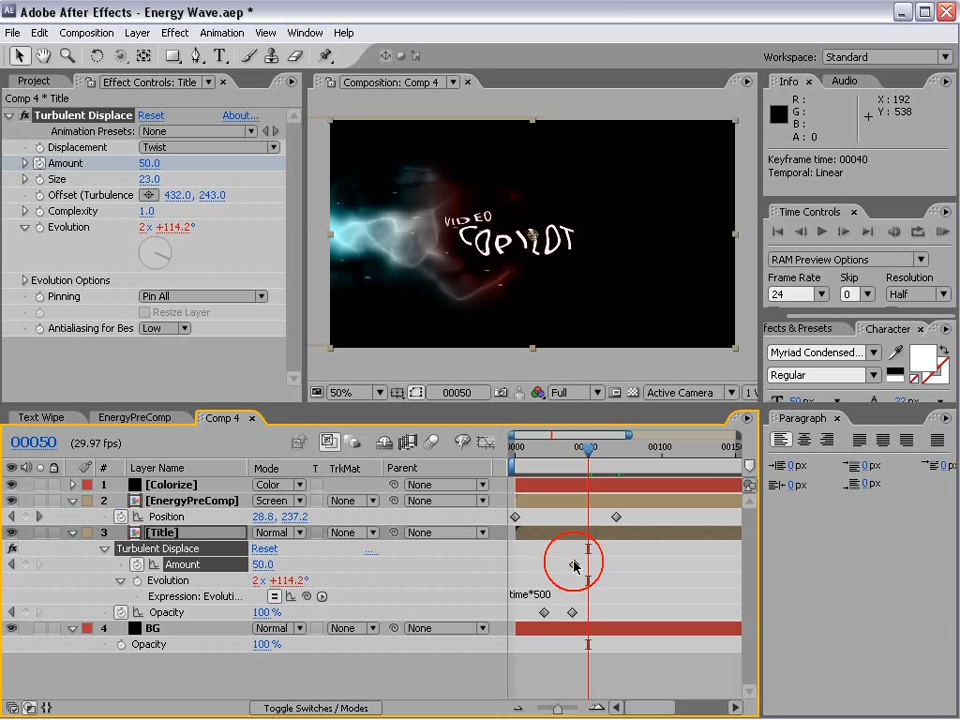 Adobe After Effects - Energy Wave.aep *
File Edit Composition Layer Effect Animation View Window Help
Workspace: Standard
Project Effect Controls: Title
Comp 4 * Title
Turbulent Displace Reset About...
Animation Presets: None
Displacement Twist
Amount 50.0
Size 23.0
Offset (Turbulence 432.0, 243.0
Complexity 1.0
Evolution 2 x +114.2°
Evolution Options
Pinning Pin All
Resize Layer
Antialiasing for Bes Low
Composition: Comp 4
VIDEO
COPILOT
50% 00050 Full Active Camera 1 V
Info Audio
R: X: 192
G: Y: 538
B:
A: 0
Keyframe time: 00040
Temporal: Linear
Time Controls
RAM Preview Options
Frame Rate Skip Resolution
24 0 Half
ffects & Presets Character
Myriad Condensed...
Regular
Paragraph
0 px 0 px 0 px
0 px 0 px
Text Wipe EnergyPreComp Comp 4
00050 (29.97 fps)
# Layer Name Mode T TrkMat Parent
1 [Colorize] Color None
2 [EnergyPreComp] Screen None None
Position 28.8, 237.2
3 [Title] Normal None None
Turbulent Displace Reset ...
Amount 50.0
Evolution 2 x +114.2°
Expression: Evoluti... time*500
Opacity 100 %
4 BG Normal None None
Opacity 100 %
Toggle Switches / Modes